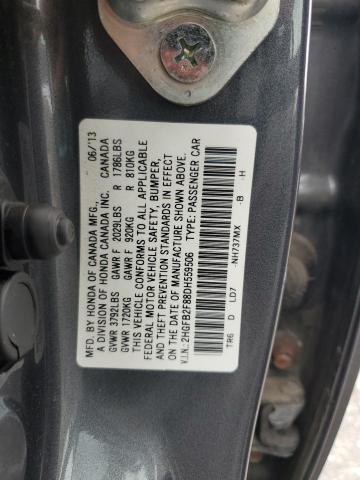 MFD. BY HONDA OF CANADA MFG., 06/13
A DIVISION OF HONDA CANADA INC. CANADA
GVWR 3792LBS GAWR F 2029LBS R 1786LBS
GVWR 1720KG GAWR F 920KG R 810KG
THIS VEHICLE CONFORMS TO ALL APPLICABLE
FEDERAL MOTOR VEHICLE SAFETY, BUMPER,
AND THEFT PREVENTION STANDARDS IN EFFECT
ON THE DATE OF MANUFACTURE SHOWN ABOVE.
V.I.N.: 2HGFB2F88DH559506 TYPE: PASSENGER CAR
TR6 D LD7 -NH737MX -B -H